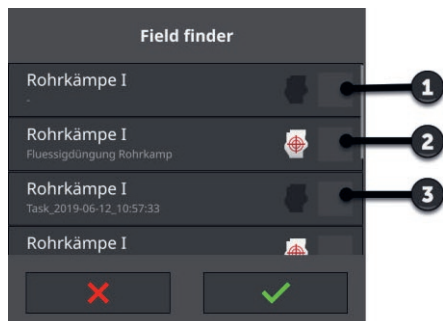 Field finder
Rohrkämpe I
-
1
Rohrkämpe I
Fluessigdüngung Rohrkamp
2
Rohrkämpe I
Task_2019-06-12_10:57:33
3
Rohrkämpe I